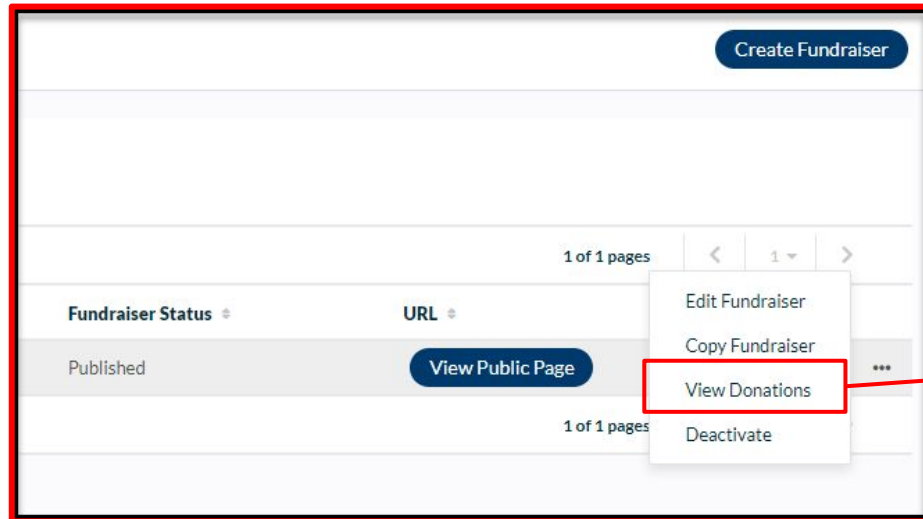 Create Fundraiser
1 of 1 pages 1
Edit Fundraiser
Fundraiser Status URL
Copy Fundraiser
Published View Public Page •••
View Donations
1 of 1 pages
Deactivate